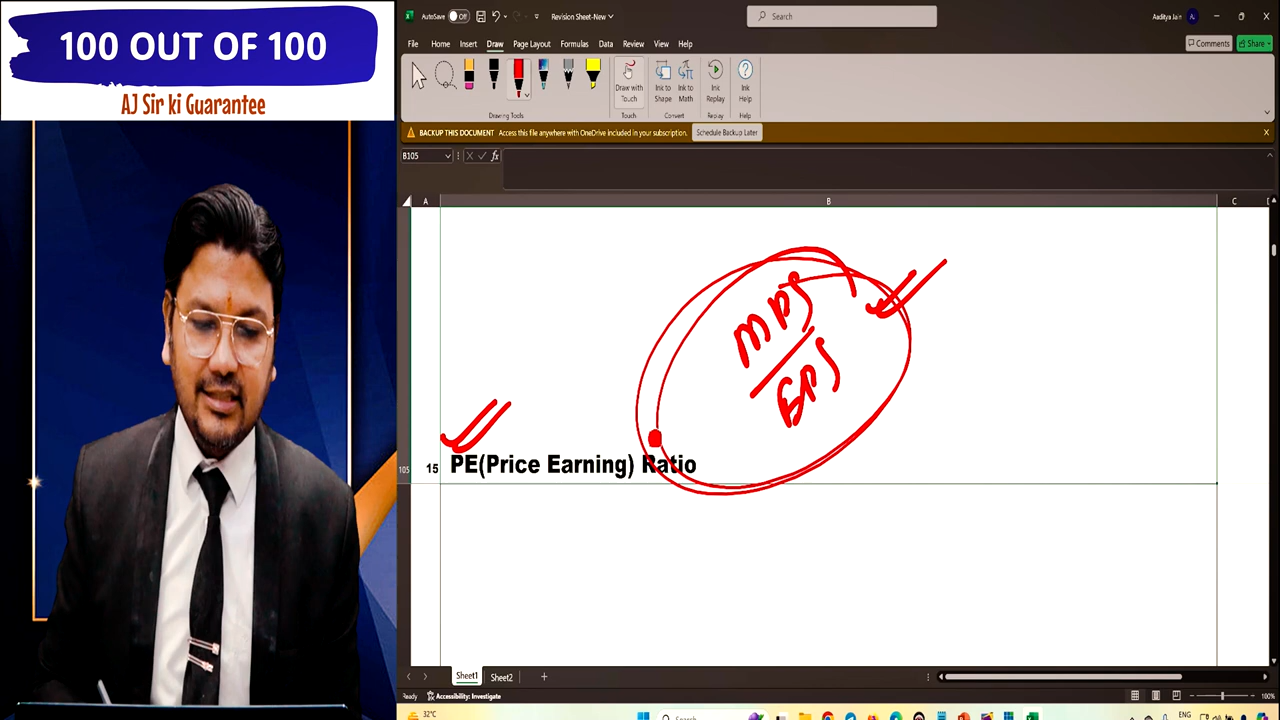 100 OUT OF 100
AJ Sir ki Guarantee
AutoSave Off
Revision Sheet-New
Search
Aaditya Jain
File Home Insert Draw Page Layout Formulas Data Review View Help
Comments Share
Draw with Touch
Ink to Shape
Ink to Math
Ink Replay
Ink Help
Drawing Tools Touch Convert Replay Help
BACKUP THIS DOCUMENT Access this file anywhere with OneDrive included in your subscription. Schedule Backup Later
B105 fx
A B C
MPS
EPS
105 15 PE(Price Earning) Ratio
Sheet1 Sheet2
Ready Accessibility: Investigate 100%
32°C Search ENG